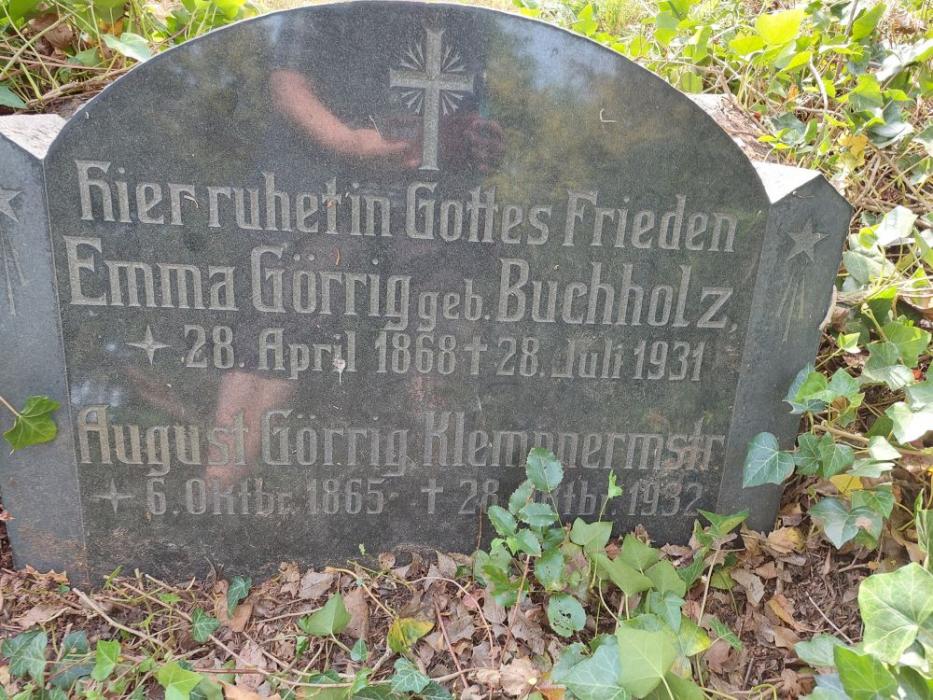 Hier ruhet in Gottes Frieden
Emma Görrig geb. Buchholz,
28. April 1868 † 28. Juli 1931
August Görrig Klempnermstr
6. Oktbr. 1865 † 28. 1932